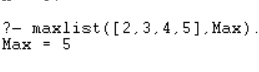 ?- maxlist([2,3,4,5],Max).
Max = 5